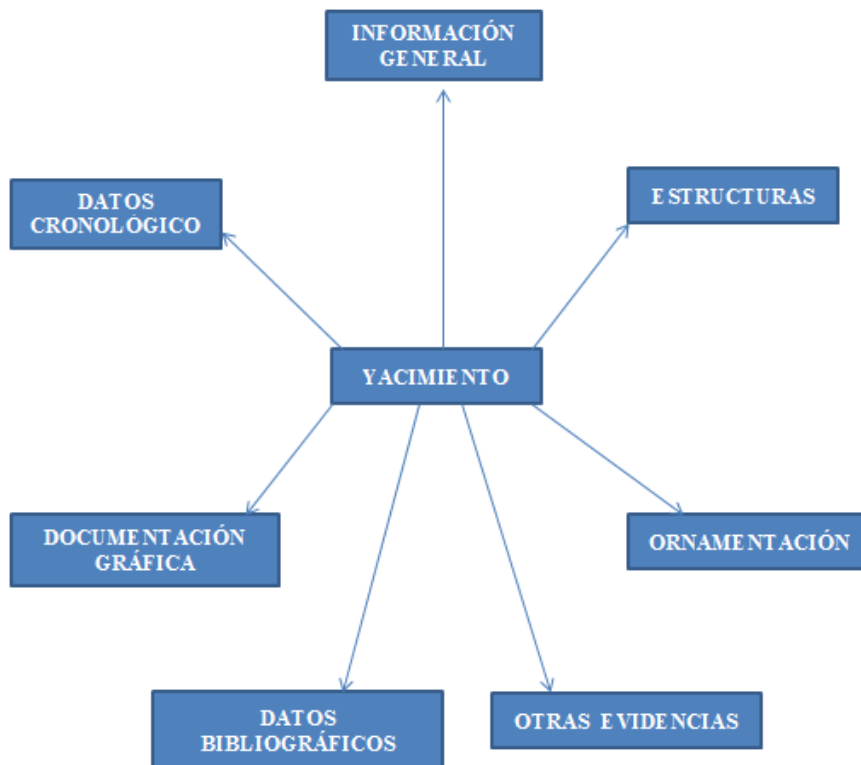 INFORMACIÓN
GENERAL
DATOS
CRONOLÓGICO
ESTRUCTURAS
YACIMIENTO
DOCUMENTACIÓN
GRÁFICA
ORNAMENTACIÓN
DATOS
BIBLIOGRÁFICOS
OTRAS EVIDENCIAS